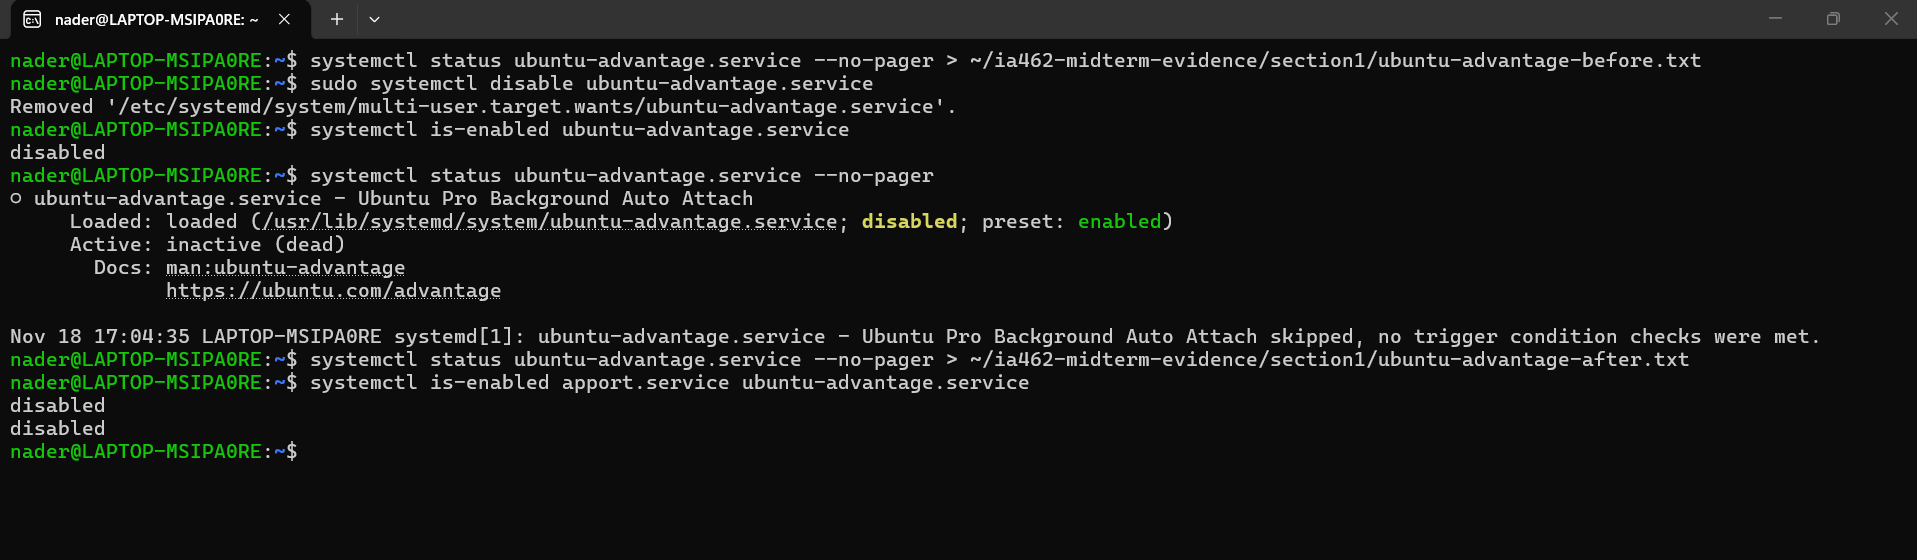 nader@LAPTOP-MSIPA0RE: ~
nader@LAPTOP-MSIPA0RE:~$ systemctl status ubuntu-advantage.service --no-pager > ~/ia462-midterm-evidence/section1/ubuntu-advantage-before.txt
nader@LAPTOP-MSIPA0RE:~$ sudo systemctl disable ubuntu-advantage.service
Removed '/etc/systemd/system/multi-user.target.wants/ubuntu-advantage.service'.
nader@LAPTOP-MSIPA0RE:~$ systemctl is-enabled ubuntu-advantage.service
disabled
nader@LAPTOP-MSIPA0RE:~$ systemctl status ubuntu-advantage.service --no-pager
○ ubuntu-advantage.service - Ubuntu Pro Background Auto Attach
     Loaded: loaded (/usr/lib/systemd/system/ubuntu-advantage.service; disabled; preset: enabled)
     Active: inactive (dead)
       Docs: man:ubuntu-advantage
             https://ubuntu.com/advantage

Nov 18 17:04:35 LAPTOP-MSIPA0RE systemd[1]: ubuntu-advantage.service - Ubuntu Pro Background Auto Attach skipped, no trigger condition checks were met.
nader@LAPTOP-MSIPA0RE:~$ systemctl status ubuntu-advantage.service --no-pager > ~/ia462-midterm-evidence/section1/ubuntu-advantage-after.txt
nader@LAPTOP-MSIPA0RE:~$ systemctl is-enabled apport.service ubuntu-advantage.service
disabled
disabled
nader@LAPTOP-MSIPA0RE:~$